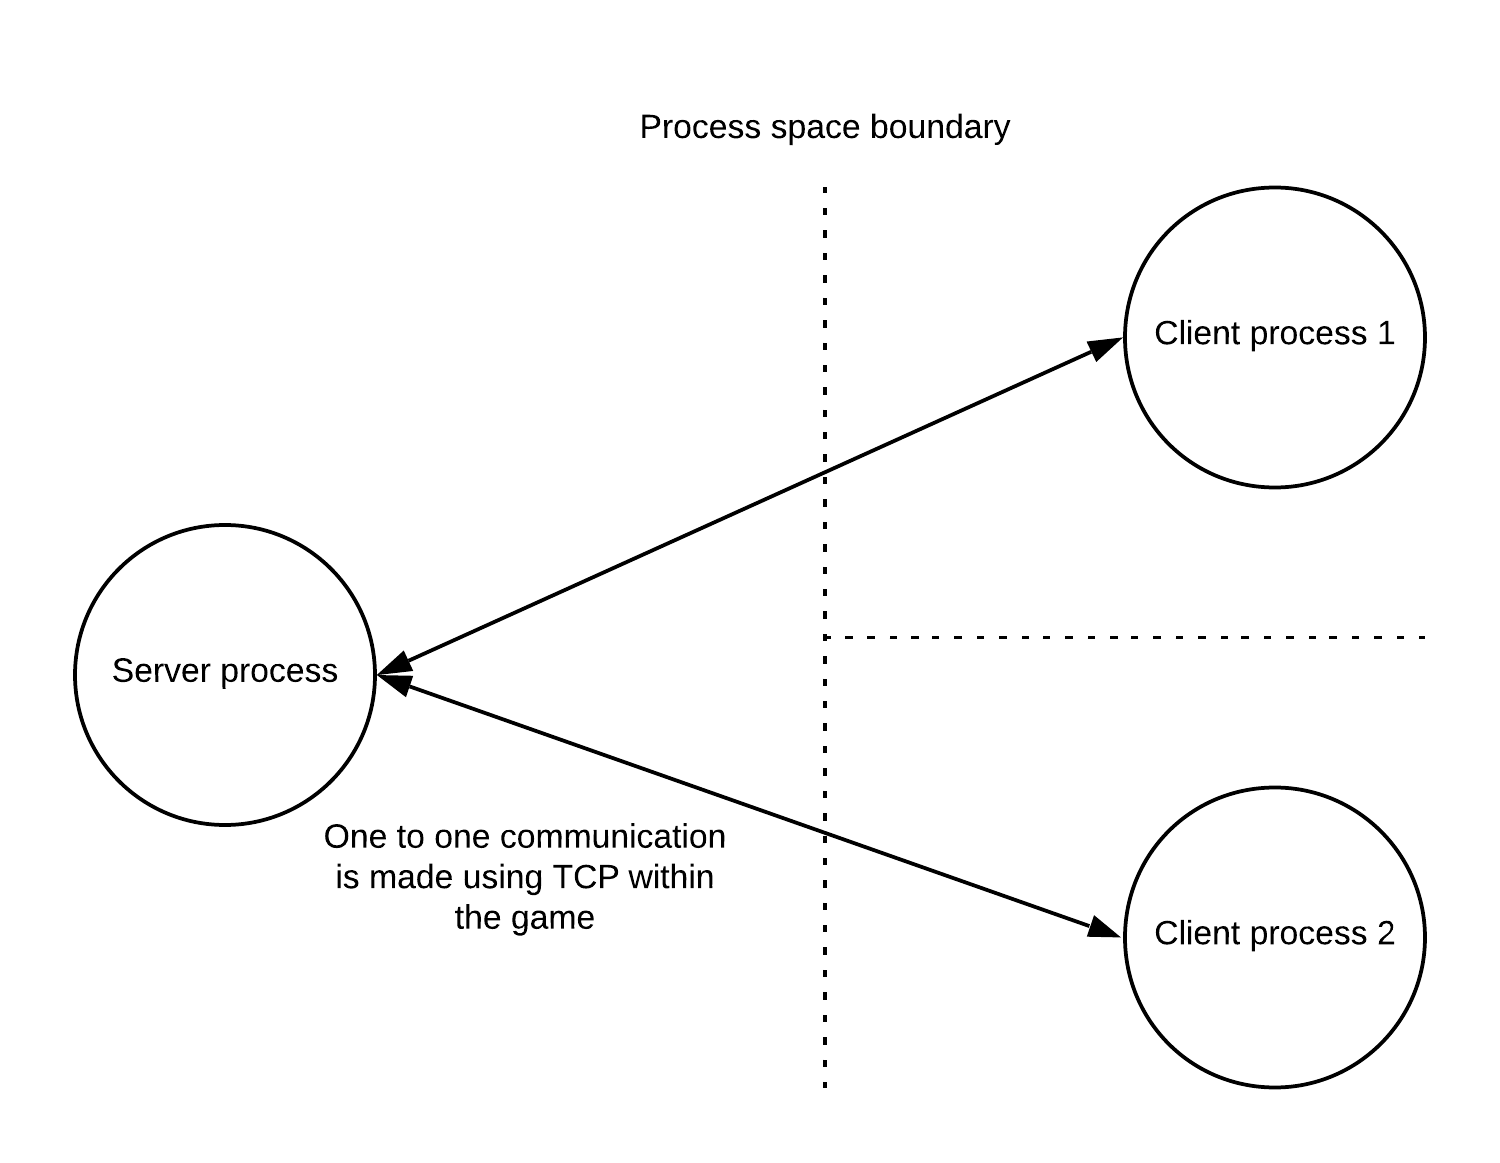 Process space boundary
Client process 1
Server process
One to one communication
is made using TCP within
the game
Client process 2